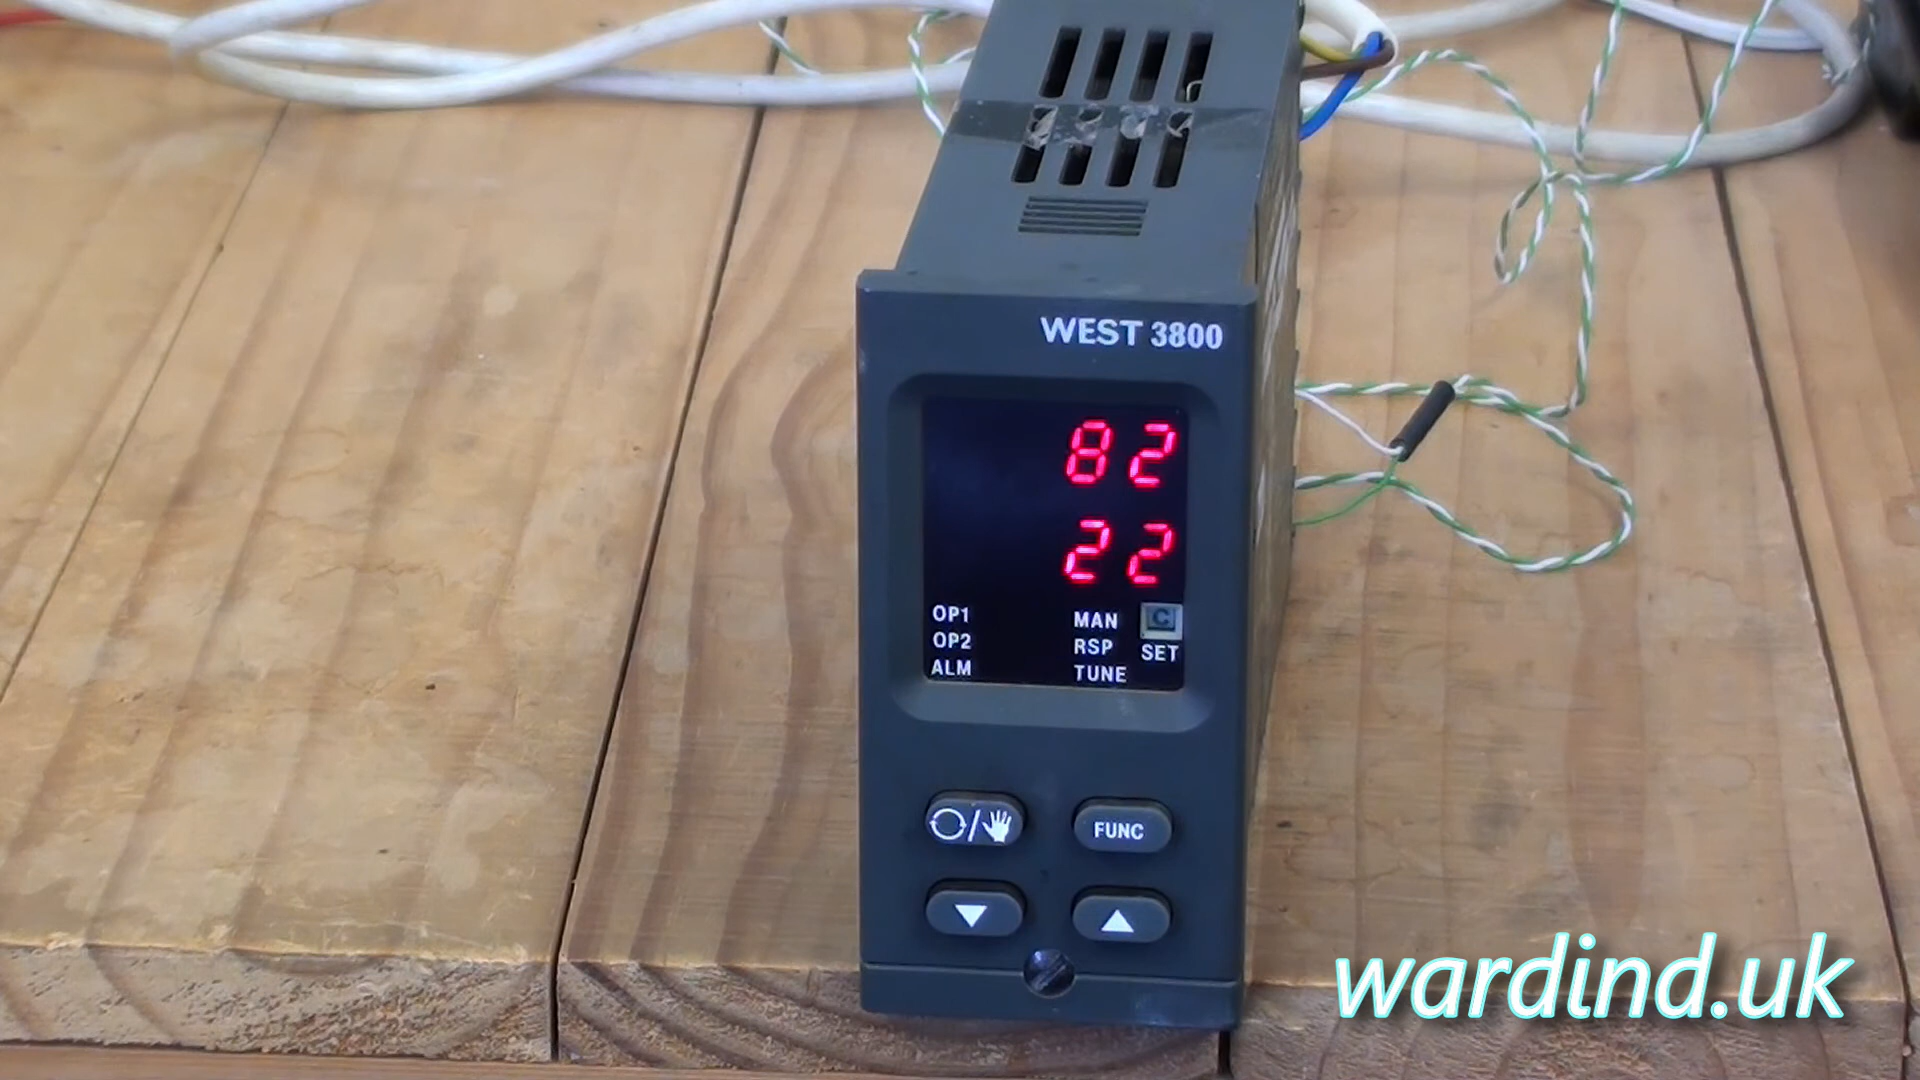 WEST 3800
82
22
OP1
OP2
ALM
MAN
RSP
TUNE
C
SET
FUNC
wardind.uk